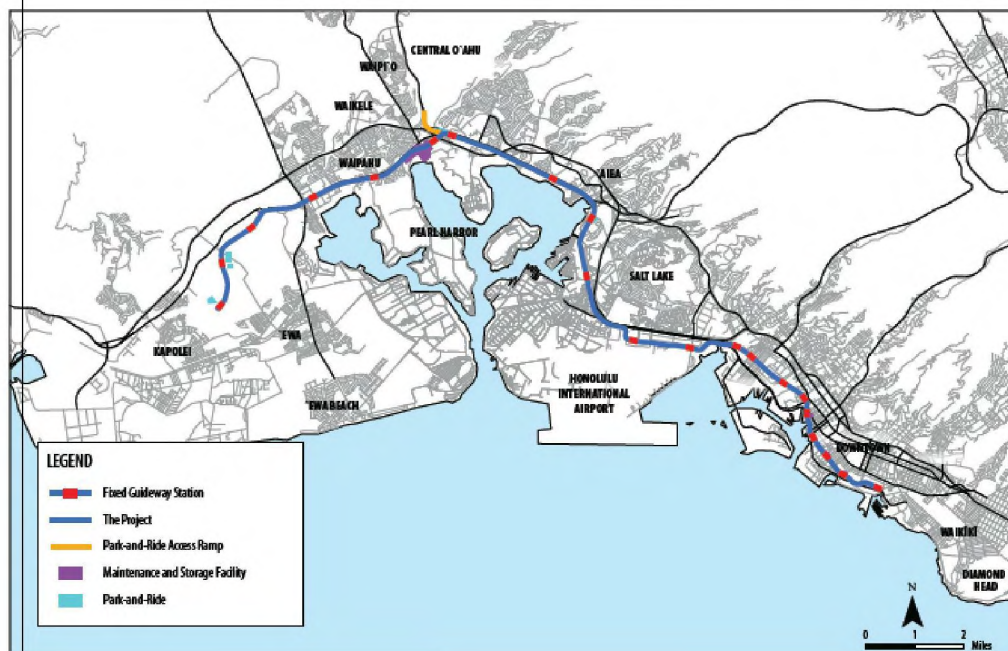 CENTRAL O`AHU
WAIPI`O
WAIKELE
WAIPAHU
`AIEA
PEARL HARBOR
SALT LAKE
`EWA
KAPOLEI
`EWA BEACH
HONOLULU
INTERNATIONAL
AIRPORT
DOWNTOWN
WAIKĪKĪ
DIAMOND
HEAD
LEGEND
Fixed Guideway Station
The Project
Park-and-Ride Access Ramp
Maintenance and Storage Facility
Park-and-Ride
N
0 1 2
Miles